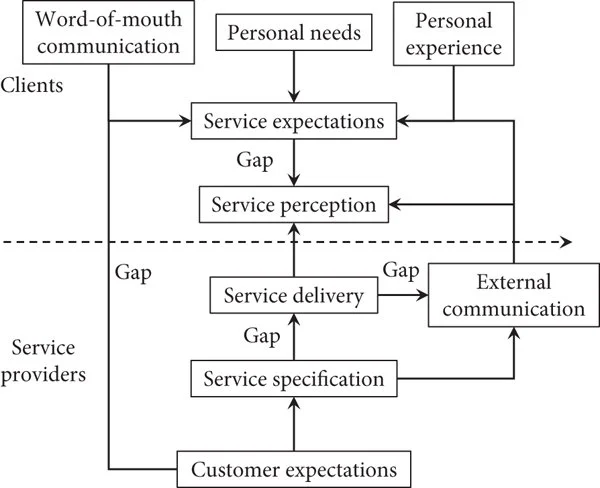 Word-of-mouth
communication
Personal needs
Personal
experience
Clients
Service expectations
Gap
Service perception
Gap
Gap
Service delivery
External
communication
Gap
Service
providers
Service specification
Customer expectations